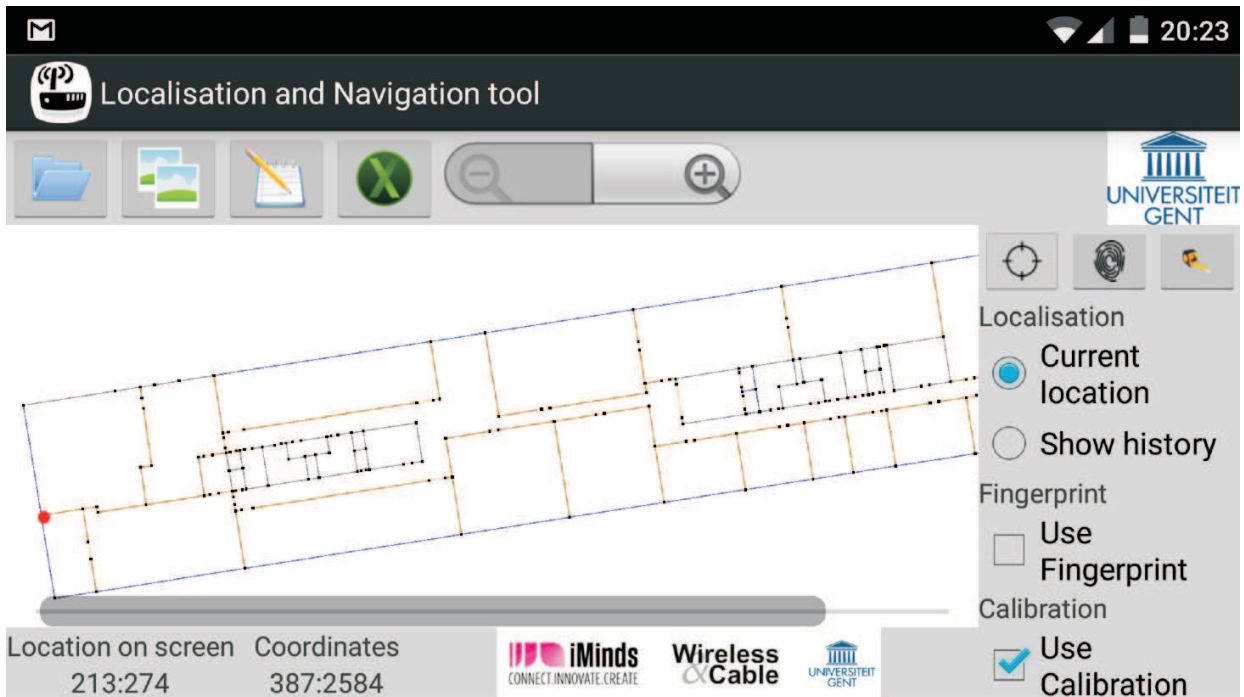 20:23
Localisation and Navigation tool
UNIVERSITEIT
GENT
Localisation
Current
location
Show history
Fingerprint
Use
Fingerprint
Calibration
Use
Calibration
Location on screen
213:274
Coordinates
387:2584
iMinds
CONNECT.INNOVATE.CREATE
Wireless
&Cable
UNIVERSITEIT
GENT